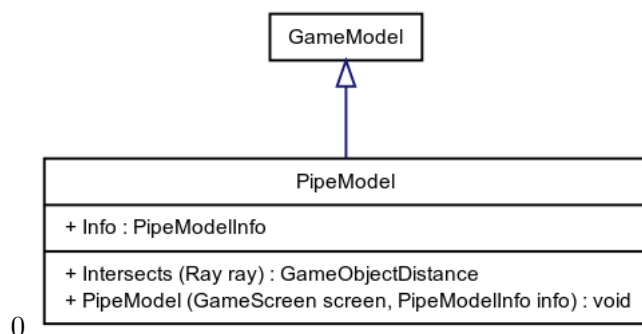 GameModel
PipeModel
+ Info : PipeModelInfo
+ Intersects (Ray ray) : GameObjectDistance
+ PipeModel (GameScreen screen, PipeModelInfo info) : void
0